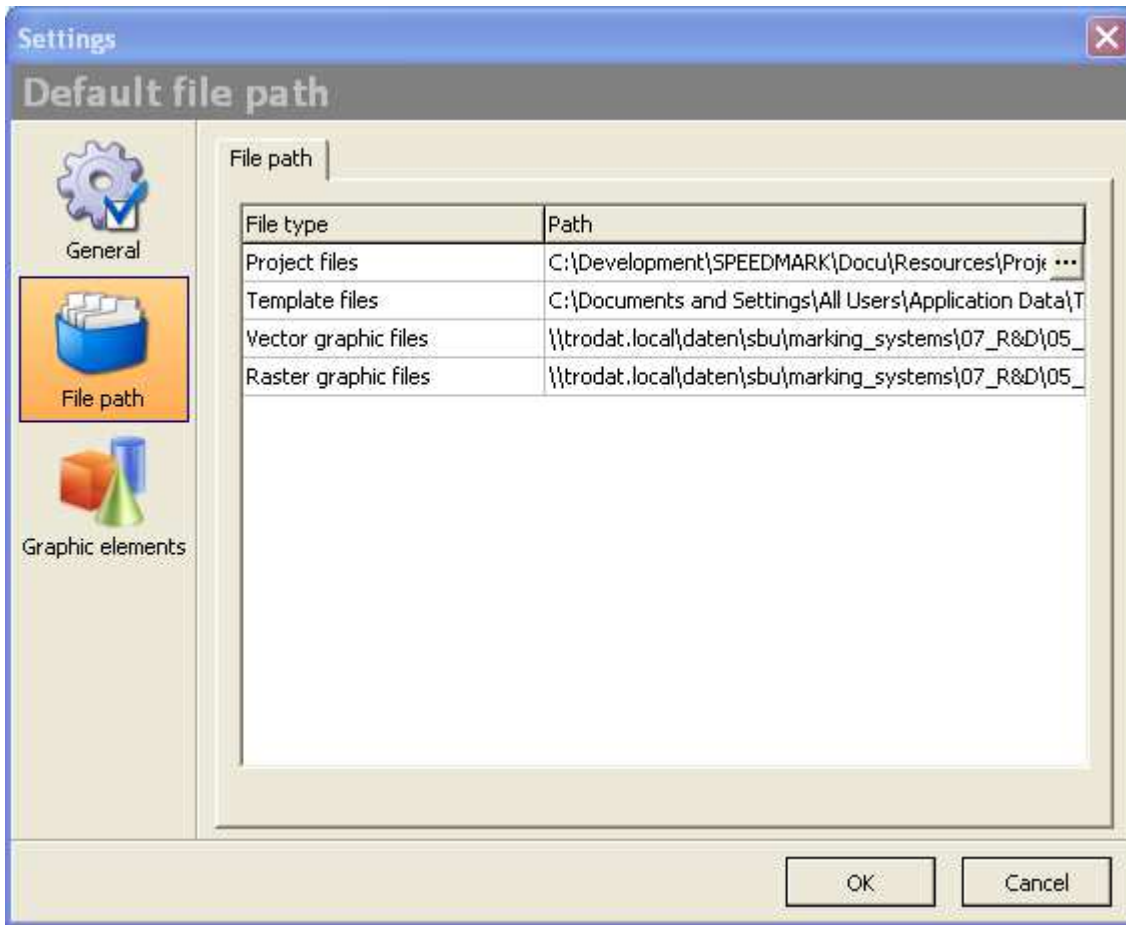 Settings
Default file path
General
File path
Graphic elements
File path
File type Path
Project files C:\Development\SPEEDMARK\Docu\Resources\Proje ...
Template files C:\Documents and Settings\All Users\Application Data\T
Vector graphic files \\trodat.local\daten\sbu\marking_systems\07_R&D\05_
Raster graphic files \\trodat.local\daten\sbu\marking_systems\07_R&D\05_
OK Cancel